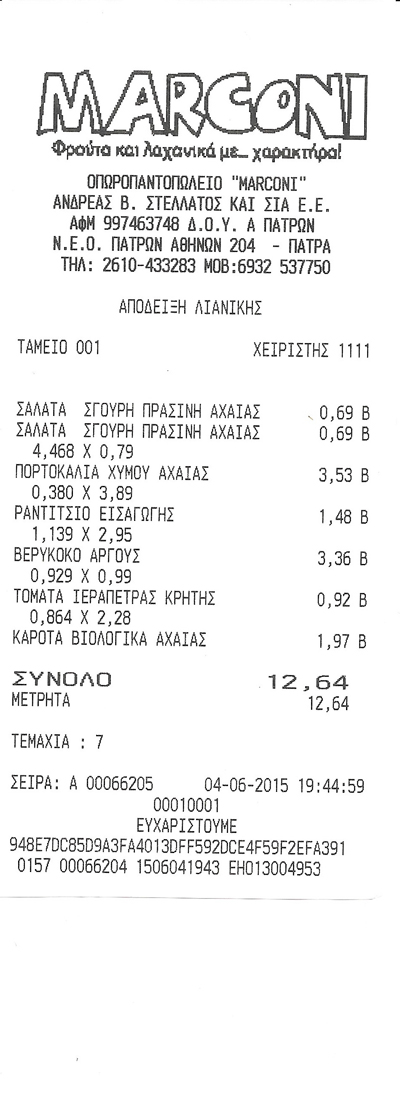 MARCONI
Φρούτα και Λαχανικά με... χαρακτήρα!
ΟΠΩΡΟΠΑΝΤΟΠΩΛΕΙΟ "MARCONI"
ΑΝΔΡΕΑΣ Β. ΣΤΕΛΛΑΤΟΣ ΚΑΙ ΣΙΑ Ε.Ε.
ΑΦΜ 997463748 Δ.Ο.Υ. Α ΠΑΤΡΩΝ
Ν.Ε.Ο. ΠΑΤΡΩΝ ΑΘΗΝΩΝ 204 - ΠΑΤΡΑ
ΤΗΛ: 2610-433283 ΜΟΒ:6932 537750
ΑΠΟΔΕΙΞΗ ΛΙΑΝΙΚΗΣ
ΤΑΜΕΙΟ 001 ΧΕΙΡΙΣΤΗΣ 1111
ΣΑΛΑΤΑ ΣΓΟΥΡΗ ΠΡΑΣΙΝΗ ΑΧΑΙΑΣ 0,69 Β
ΣΑΛΑΤΑ ΣΓΟΥΡΗ ΠΡΑΣΙΝΗ ΑΧΑΙΑΣ 0,69 Β
4,468 Χ 0,79
ΠΟΡΤΟΚΑΛΙΑ ΧΥΜΟΥ ΑΧΑΙΑΣ 3,53 Β
0,380 Χ 3,89
ΡΑΝΤΙΤΣΙΟ ΕΙΣΑΓΩΓΗΣ 1,48 Β
1,139 Χ 2,95
ΒΕΡΥΚΟΚΟ ΑΡΓΟΥΣ 3,36 Β
0,929 Χ 0,99
ΤΟΜΑΤΑ ΙΕΡΑΠΕΤΡΑΣ ΚΡΗΤΗΣ 0,92 Β
0,864 Χ 2,28
ΚΑΡΟΤΑ ΒΙΟΛΟΓΙΚΑ ΑΧΑΙΑΣ 1,97 Β
ΣΥΝΟΛΟ 12,64
ΜΕΤΡΗΤΑ 12,64
ΤΕΜΑΧΙΑ : 7
ΣΕΙΡΑ: Α 00066205 04-06-2015 19:44:59
00010001
ΕΥΧΑΡΙΣΤΟΥΜΕ
948E7DC85D9A3FA4013DFF592DCE4F59F2EFA391
0157 00066204 1506041943 ΕΗ013004953